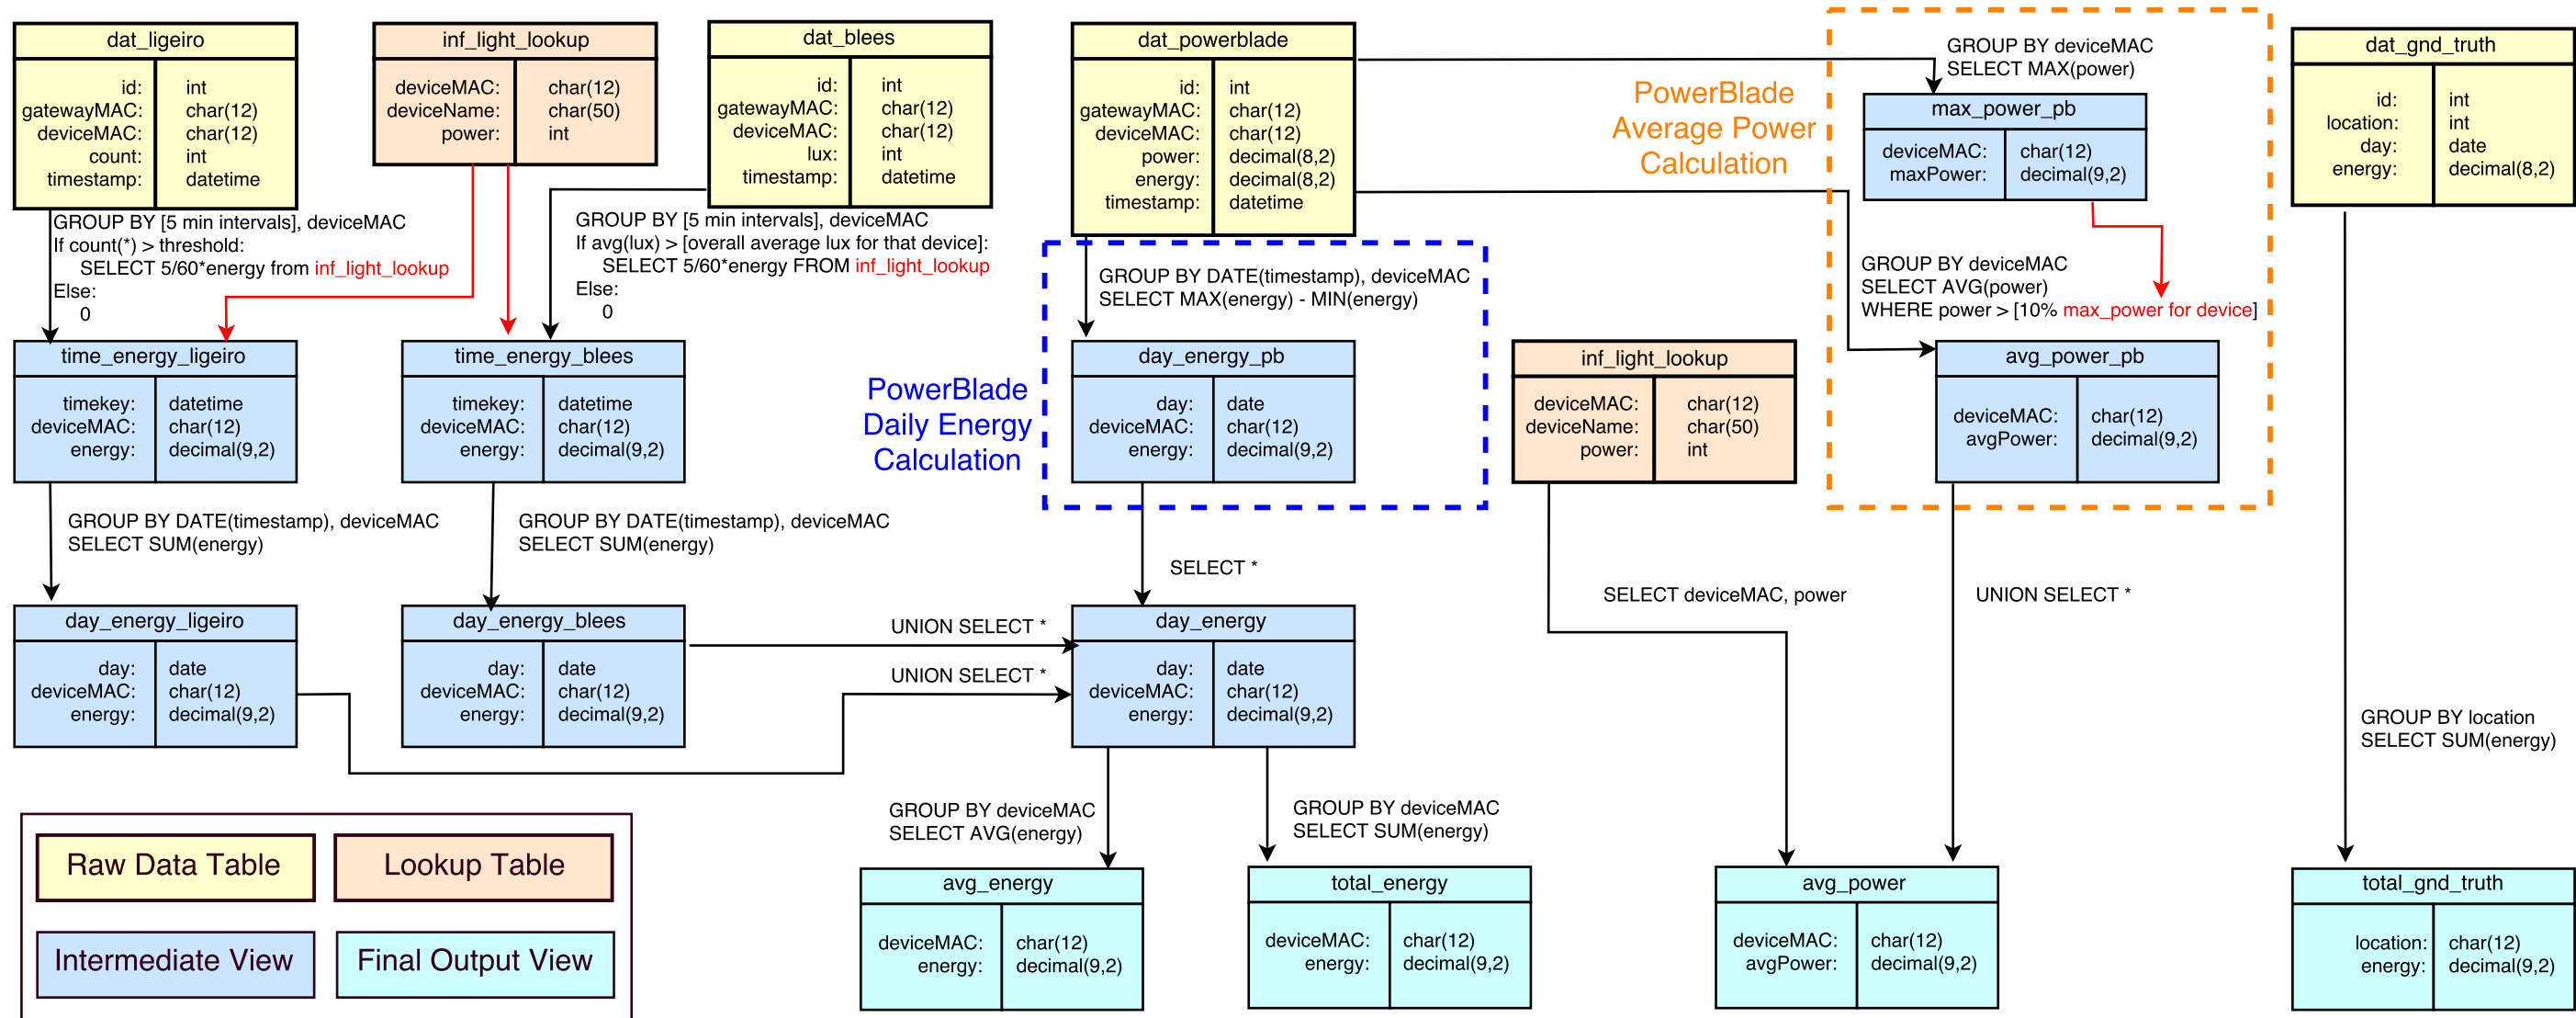 dat_ligeiro
id: int
gatewayMAC: char(12)
deviceMAC: char(12)
count: int
timestamp: datetime
inf_light_lookup
deviceMAC: char(12)
deviceName: char(50)
power: int
dat_blees
id: int
gatewayMAC: char(12)
deviceMAC: char(12)
lux: int
timestamp: datetime
dat_powerblade
id: int
gatewayMAC: char(12)
deviceMAC: char(12)
power: decimal(8,2)
energy: decimal(8,2)
timestamp: datetime
PowerBlade
Average Power
Calculation
GROUP BY deviceMAC
SELECT MAX(power)
max_power_pb
deviceMAC: char(12)
maxPower: decimal(9,2)
dat_gnd_truth
id: int
location: int
day: date
energy: decimal(8,2)
GROUP BY [5 min intervals], deviceMAC
If count(*) > threshold:
SELECT 5/60*energy from inf_light_lookup
Else:
0
GROUP BY [5 min intervals], deviceMAC
If avg(lux) > [overall average lux for that device]:
SELECT 5/60*energy FROM inf_light_lookup
Else:
0
GROUP BY DATE(timestamp), deviceMAC
SELECT MAX(energy) - MIN(energy)
GROUP BY deviceMAC
SELECT AVG(power)
WHERE power > [10% max_power for device]
time_energy_ligeiro
timekey: datetime
deviceMAC: char(12)
energy: decimal(9,2)
time_energy_blees
timekey: datetime
deviceMAC: char(12)
energy: decimal(9,2)
PowerBlade
Daily Energy
Calculation
day_energy_pb
day: date
deviceMAC: char(12)
energy: decimal(9,2)
inf_light_lookup
deviceMAC: char(12)
deviceName: char(50)
power: int
avg_power_pb
deviceMAC: char(12)
avgPower: decimal(9,2)
GROUP BY DATE(timestamp), deviceMAC
SELECT SUM(energy)
GROUP BY DATE(timestamp), deviceMAC
SELECT SUM(energy)
SELECT *
SELECT deviceMAC, power
UNION SELECT *
day_energy_ligeiro
day: date
deviceMAC: char(12)
energy: decimal(9,2)
day_energy_blees
day: date
deviceMAC: char(12)
energy: decimal(9,2)
UNION SELECT *
UNION SELECT *
day_energy
day: date
deviceMAC: char(12)
energy: decimal(9,2)
GROUP BY location
SELECT SUM(energy)
GROUP BY deviceMAC
SELECT AVG(energy)
GROUP BY deviceMAC
SELECT SUM(energy)
Raw Data Table
Lookup Table
Intermediate View
Final Output View
avg_energy
deviceMAC: char(12)
energy: decimal(9,2)
total_energy
deviceMAC: char(12)
energy: decimal(9,2)
avg_power
deviceMAC: char(12)
avgPower: decimal(9,2)
total_gnd_truth
location: char(12)
energy: decimal(9,2)